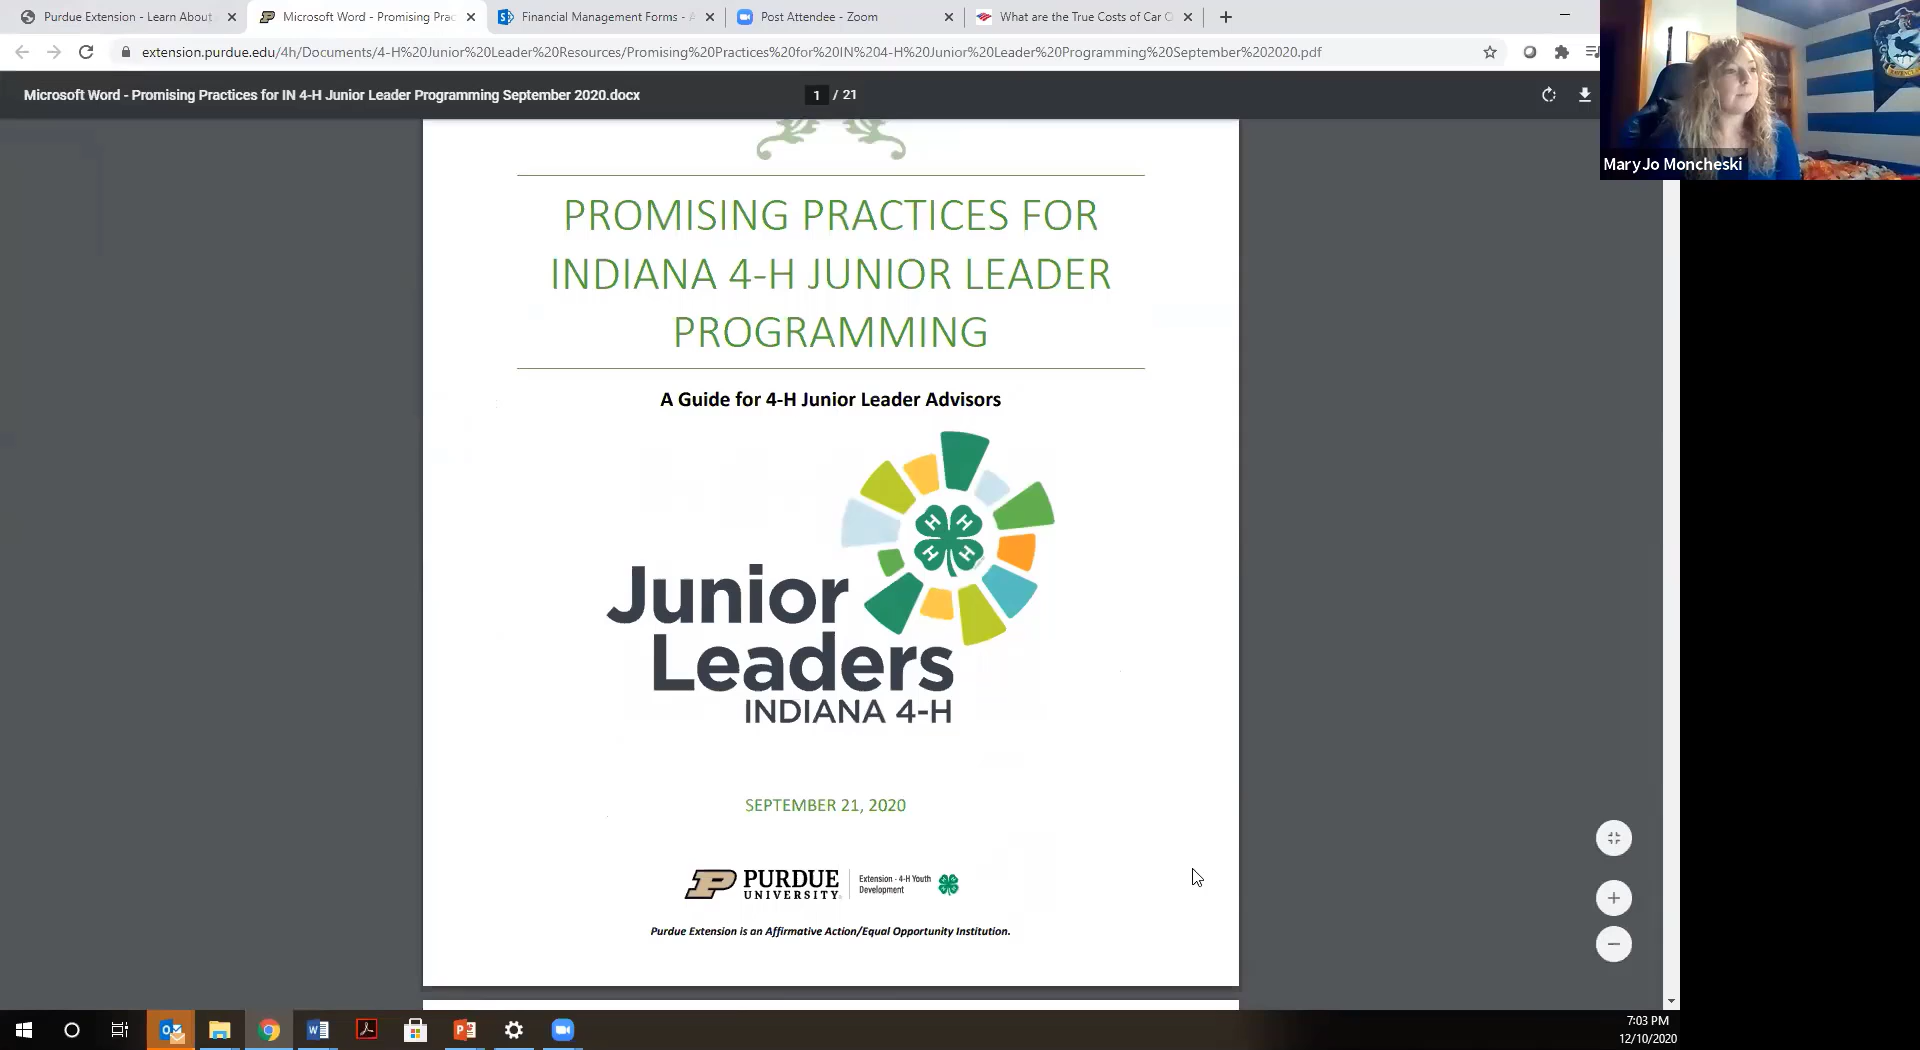 Purdue Extension - Learn About
Microsoft Word - Promising Prac
Financial Management Forms - A
Post Attendee - Zoom
What are the True Costs of Car O
extension.purdue.edu/4h/Documents/4-H%20Junior%20Leader%20Resources/Promising%20Practices%20for%20IN%204-H%20Junior%20Leader%20Programming%20September%202020.pdf
Microsoft Word - Promising Practices for IN 4-H Junior Leader Programming September 2020.docx
1 / 21
MaryJo Moncheski
PROMISING PRACTICES FOR
INDIANA 4-H JUNIOR LEADER
PROGRAMMING
A Guide for 4-H Junior Leader Advisors
H H
H H
Junior
Leaders
INDIANA 4-H
SEPTEMBER 21, 2020
P PURDUE
UNIVERSITY.
Extension - 4-H Youth
Development
Purdue Extension is an Affirmative Action/Equal Opportunity Institution.
7:03 PM
12/10/2020